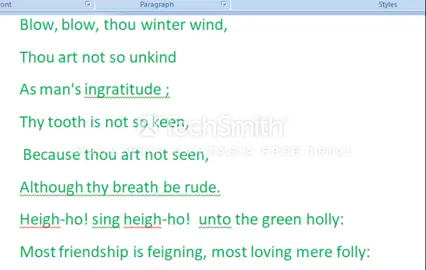 ont
Paragraph
Styles
Blow, blow, thou winter wind,
Thou art not so unkind
As man's ingratitude ;
Thy tooth is not so keen,
Because thou art not seen,
Although thy breath be rude.
Heigh-ho! sing heigh-ho!  unto the green holly:
Most friendship is feigning, most loving mere folly:
TechSmith